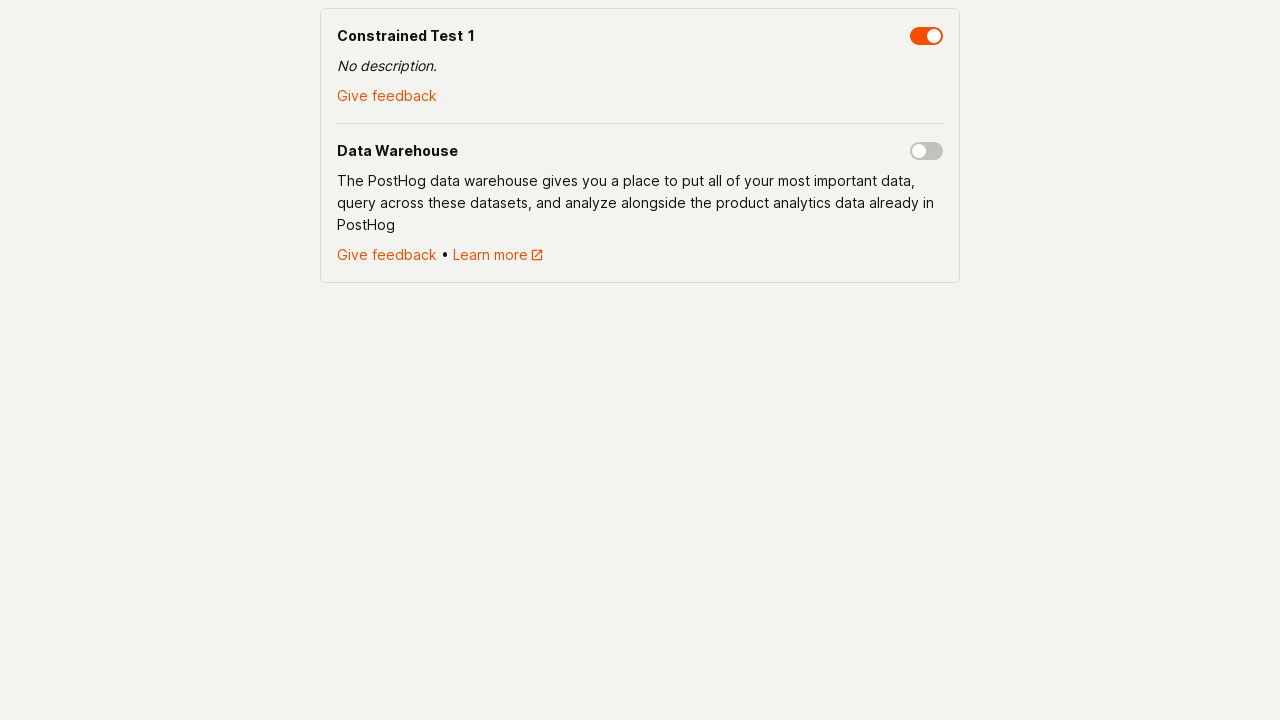 Constrained Test 1
No description.
Give feedback
Data Warehouse
The PostHog data warehouse gives you a place to put all of your most important data,
query across these datasets, and analyze alongside the product analytics data already in
PostHog
Give feedback • Learn more